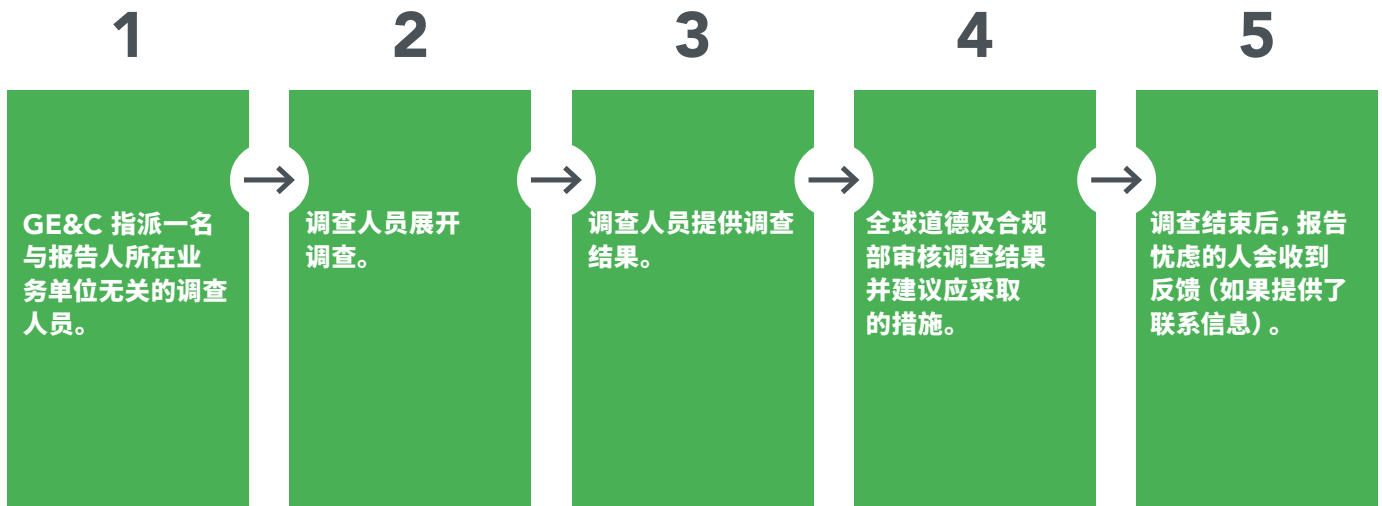 1
2
3
4
5
GE&C 指派一名
与报告人所在业
务单位无关的调查
人员。
调查人员展开
调查。
调查人员提供调查
结果。
全球道德及合规
部审核调查结果
并建议应采取
的措施。
调查结束后，报告
忧虑的人会收到
反馈（如果提供了
联系信息）。